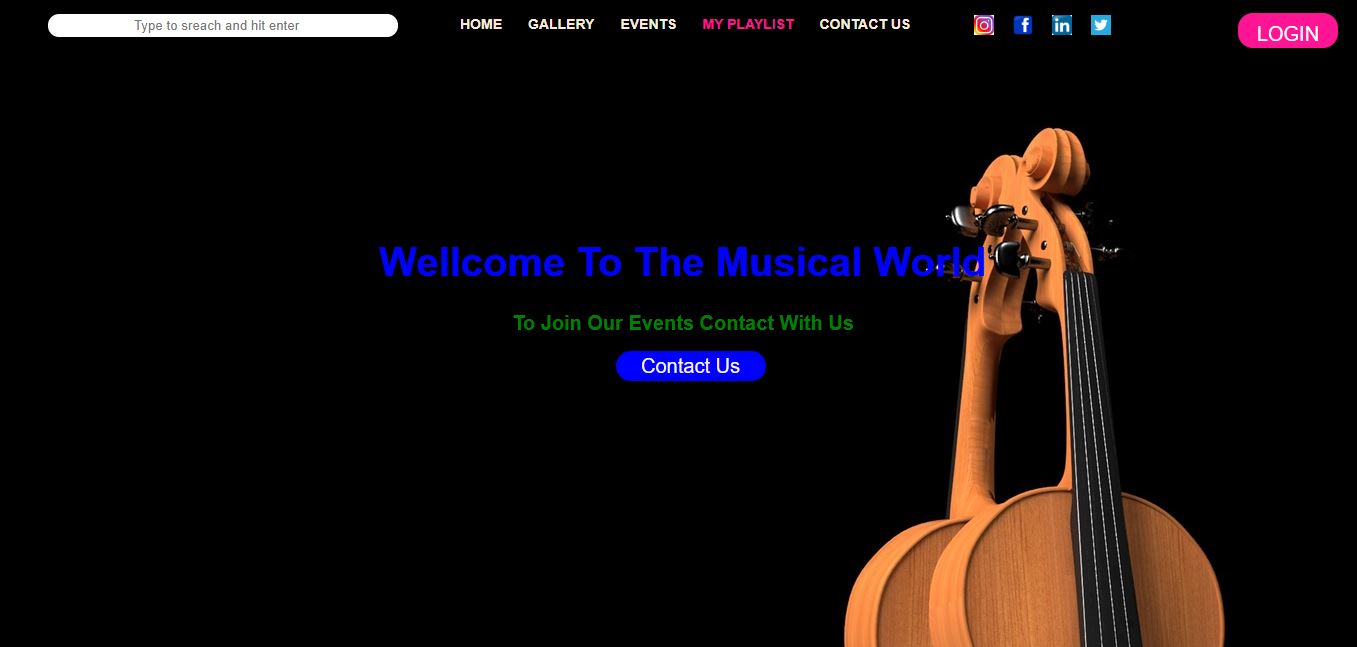 Type to sreach and hit enter
HOME GALLERY EVENTS MY PLAYLIST CONTACT US
LOGIN
Wellcome To The Musical World
To Join Our Events Contact With Us
Contact Us